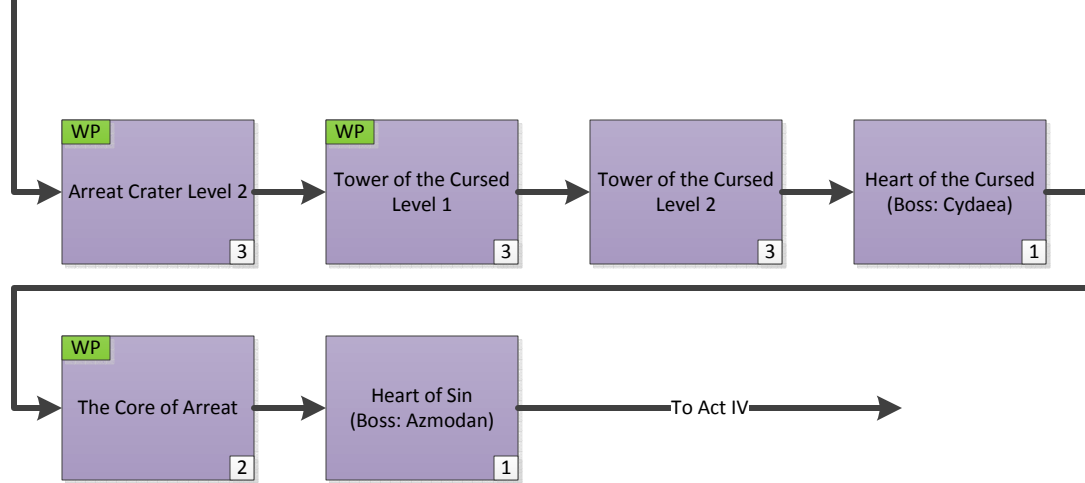 WP
Arreat Crater Level 2
3
WP
Tower of the Cursed
Level 1
3
Tower of the Cursed
Level 2
3
Heart of the Cursed
(Boss: Cydaea)
1
WP
The Core of Arreat
2
Heart of Sin
(Boss: Azmodan)
1
To Act IV